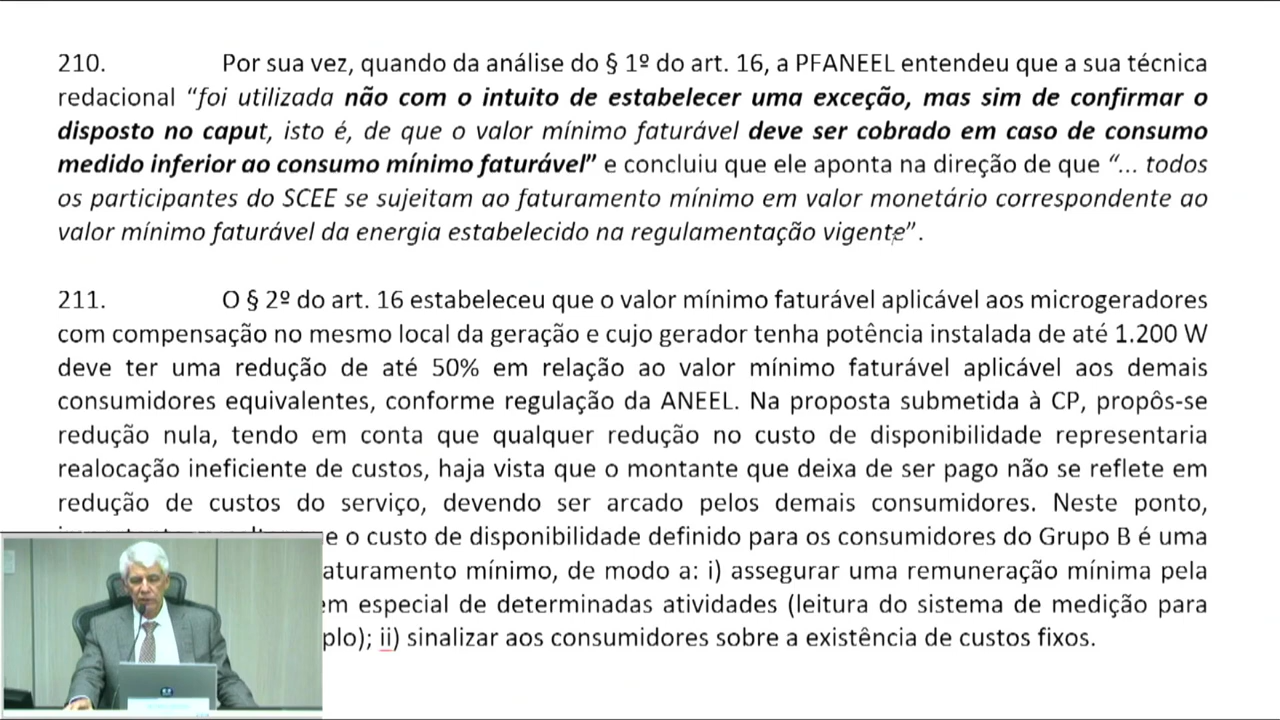 210. Por sua vez, quando da análise do § 1º do art. 16, a PFANEEL entendeu que a sua técnica
redacional “foi utilizada não com o intuito de estabelecer uma exceção, mas sim de confirmar o
disposto no caput, isto é, de que o valor mínimo faturável deve ser cobrado em caso de consumo
medido inferior ao consumo mínimo faturável” e concluiu que ele aponta na direção de que “... todos
os participantes do SCEE se sujeitam ao faturamento mínimo em valor monetário correspondente ao
valor mínimo faturável da energia estabelecido na regulamentação vigente”.
211. O § 2º do art. 16 estabeleceu que o valor mínimo faturável aplicável aos microgeradores
com compensação no mesmo local da geração e cujo gerador tenha potência instalada de até 1.200 W
deve ter uma redução de até 50% em relação ao valor mínimo faturável aplicável aos demais
consumidores equivalentes, conforme regulação da ANEEL. Na proposta submetida à CP, propôs-se
redução nula, tendo em conta que qualquer redução no custo de disponibilidade representaria
realocação ineficiente de custos, haja vista que o montante que deixa de ser pago não se reflete em
redução de custos do serviço, devendo ser arcado pelos demais consumidores. Neste ponto,
e o custo de disponibilidade definido para os consumidores do Grupo B é uma
aturamento mínimo, de modo a: i) assegurar uma remuneração mínima pela
em especial de determinadas atividades (leitura do sistema de medição para
plo); ii) sinalizar aos consumidores sobre a existência de custos fixos.